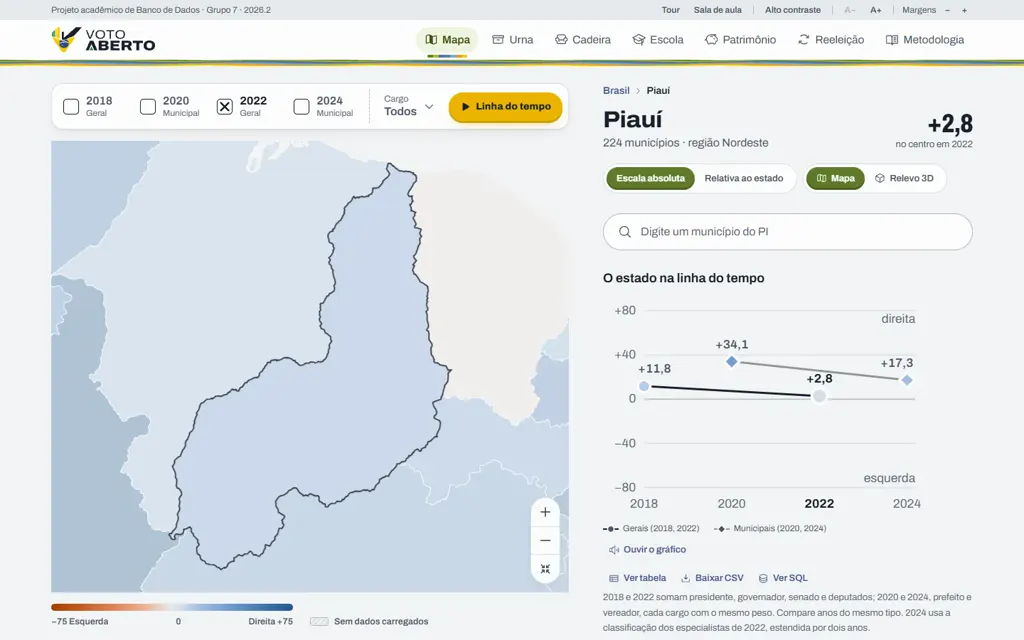 Projeto acadêmico de Banco de Dados · Grupo 7 · 2026.2
Tour Sala de aula Alto contraste A− A+ Margens − +
VOTO ABERTO
Mapa Urna Cadeira Escola Patrimônio Reeleição Metodologia
2018 Geral
2020 Municipal
2022 Geral
2024 Municipal
Cargo
Todos
Linha do tempo
−75 Esquerda 0 Direita +75
Sem dados carregados
Brasil › Piauí
Piauí
224 municípios · região Nordeste
+2,8
no centro em 2022
Escala absoluta Relativa ao estado Mapa Relevo 3D
Digite um município do PI
O estado na linha do tempo
+80
direita
+34,1
+40
+11,8
+17,3
+2,8
0
−40
esquerda
−80
2018 2020 2022 2024
Gerais (2018, 2022) Municipais (2020, 2024)
Ouvir o gráfico
Ver tabela Baixar CSV Ver SQL
2018 e 2022 somam presidente, governador, senado e deputados; 2020 e 2024, prefeito e
vereador, cada cargo com o mesmo peso. Compare anos do mesmo tipo. 2024 usa a
classificação dos especialistas de 2022, estendida por dois anos.